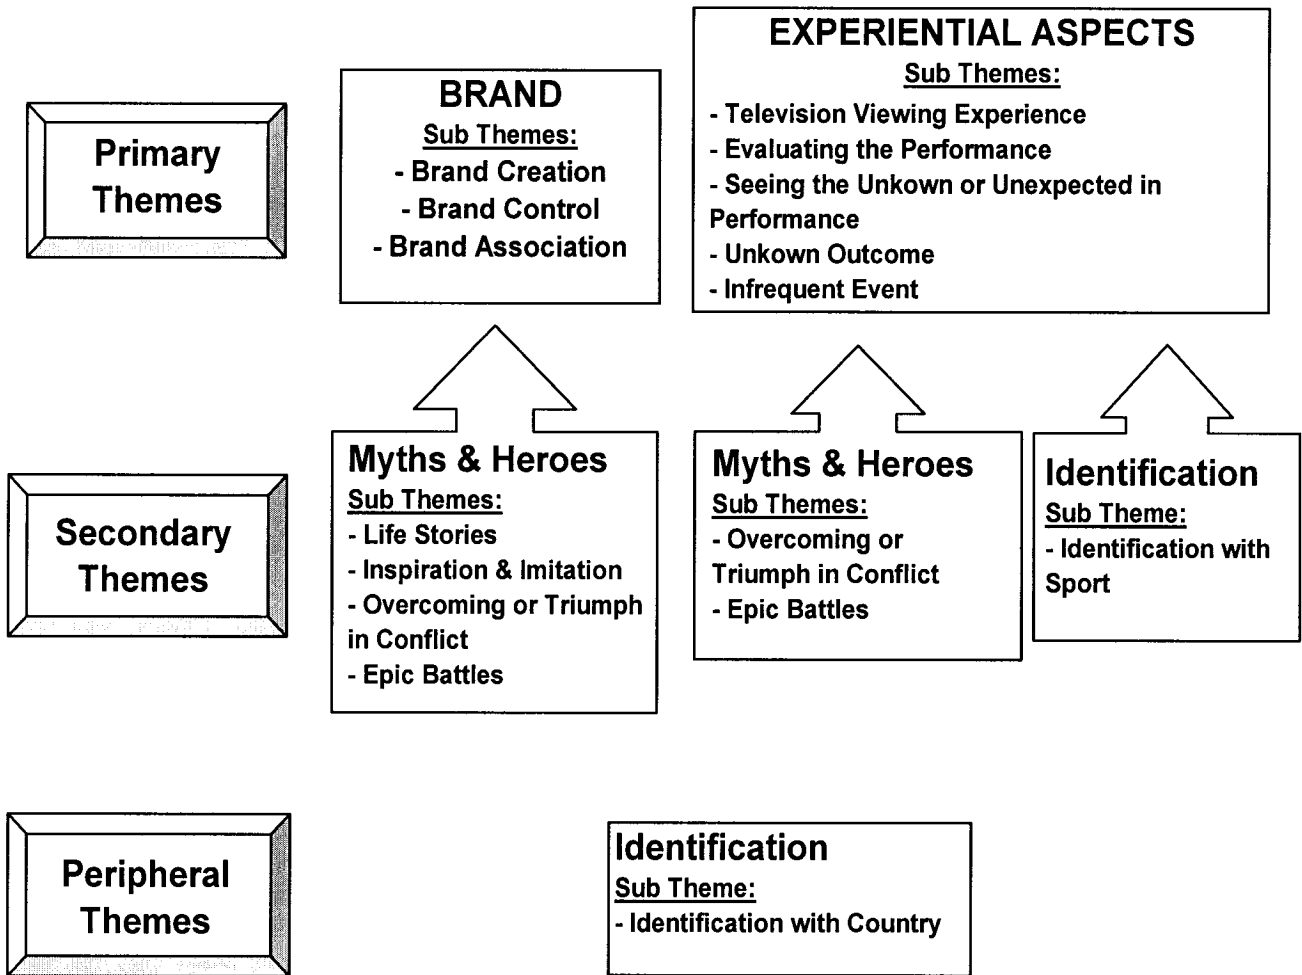 Primary
Themes
BRAND
Sub Themes:
- Brand Creation
- Brand Control
- Brand Association
EXPERIENTIAL ASPECTS
Sub Themes:
- Television Viewing Experience
- Evaluating the Performance
- Seeing the Unkown or Unexpected in
Performance
- Unkown Outcome
- Infrequent Event
Secondary
Themes
Myths & Heroes
Sub Themes:
- Life Stories
- Inspiration & Imitation
- Overcoming or Triumph
in Conflict
- Epic Battles
Myths & Heroes
Sub Themes:
- Overcoming or
Triumph in Conflict
- Epic Battles
Identification
Sub Theme:
- Identification with
Sport
Peripheral
Themes
Identification
Sub Theme:
- Identification with Country